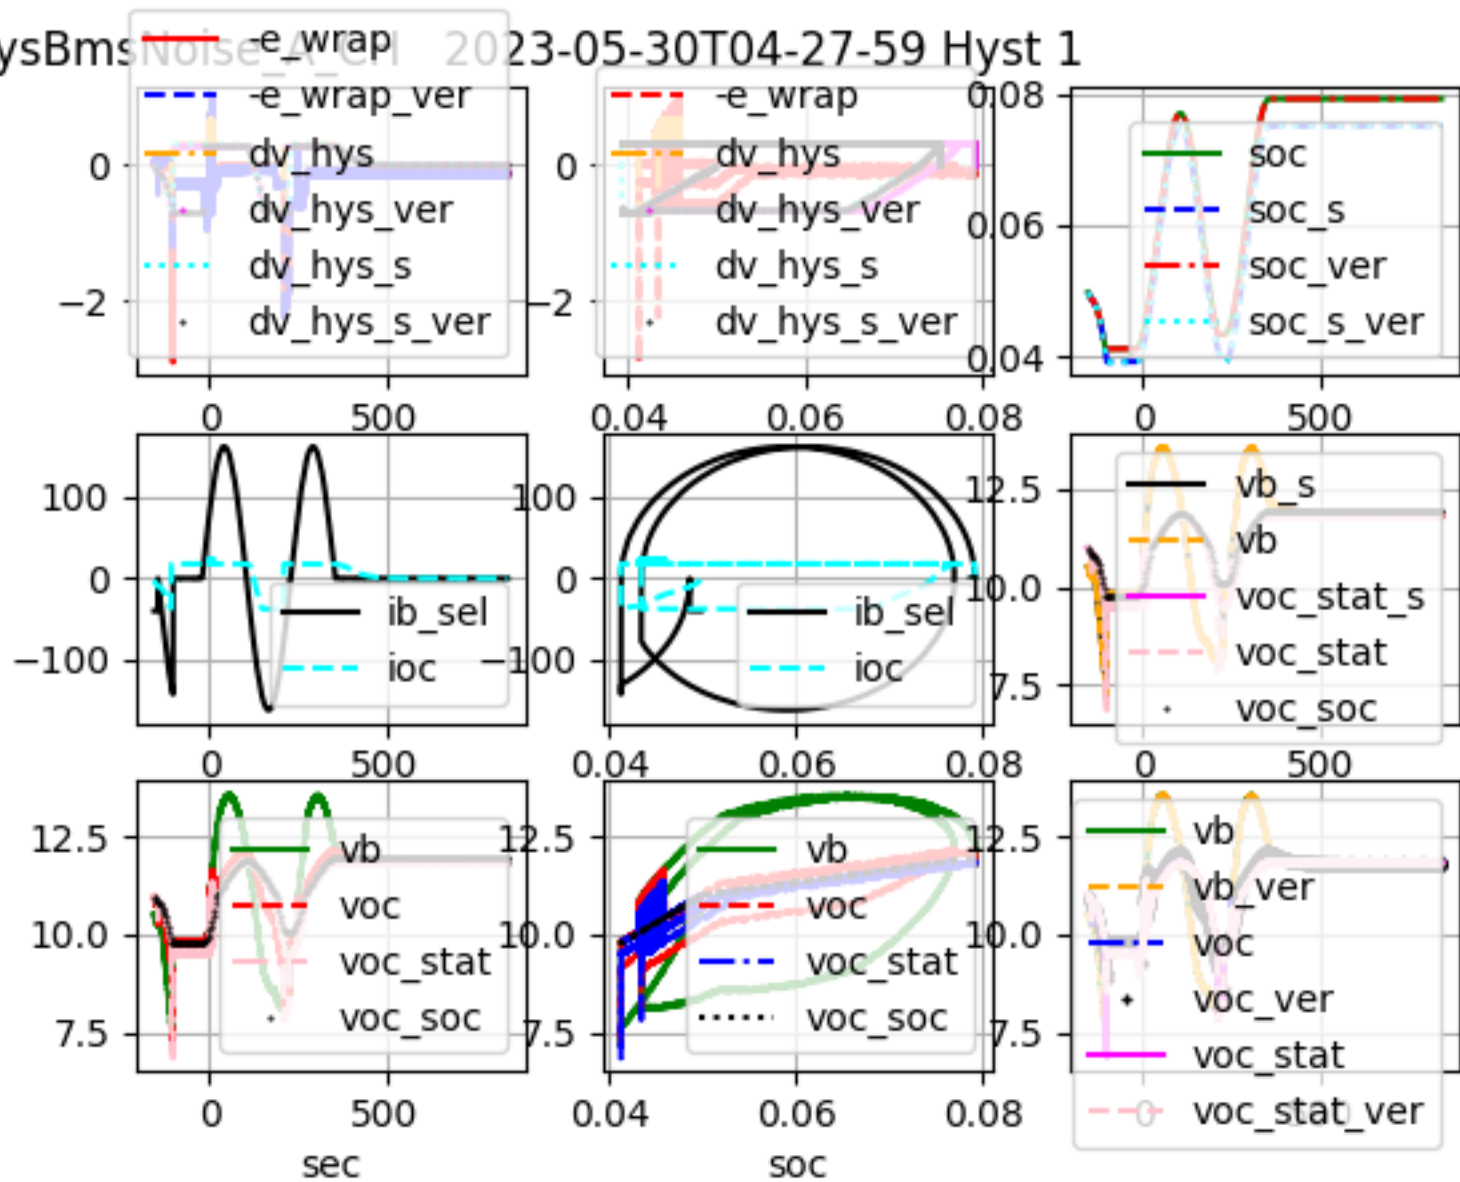 ysBmsNoise_A_CH 2023-05-30T04-27-59 Hyst 1
-e_wrap
-e_wrap_ver
dv_hys
dv_hys_ver
dv_hys_s
dv_hys_s_ver
0
−2
0
500
-e_wrap
dv_hys
dv_hys_ver
dv_hys_s
dv_hys_s_ver
0
−2
0.04
0.06
0.08
soc
soc_s
soc_ver
soc_s_ver
0.08
0.06
0.04
0
500
ib_sel
ioc
100
0
−100
0
500
ib_sel
ioc
100
0
−100
0.04
0.06
0.08
vb_s
vb
voc_stat_s
voc_stat
voc_soc
12.5
10.0
7.5
0
500
vb
voc
voc_stat
voc_soc
12.5
10.0
7.5
0
500
sec
vb
voc
voc_stat
voc_soc
12.5
10.0
7.5
0.04
0.06
0.08
soc
vb
vb_ver
voc
voc_ver
voc_stat
voc_stat_ver
12.5
10.0
7.5
0